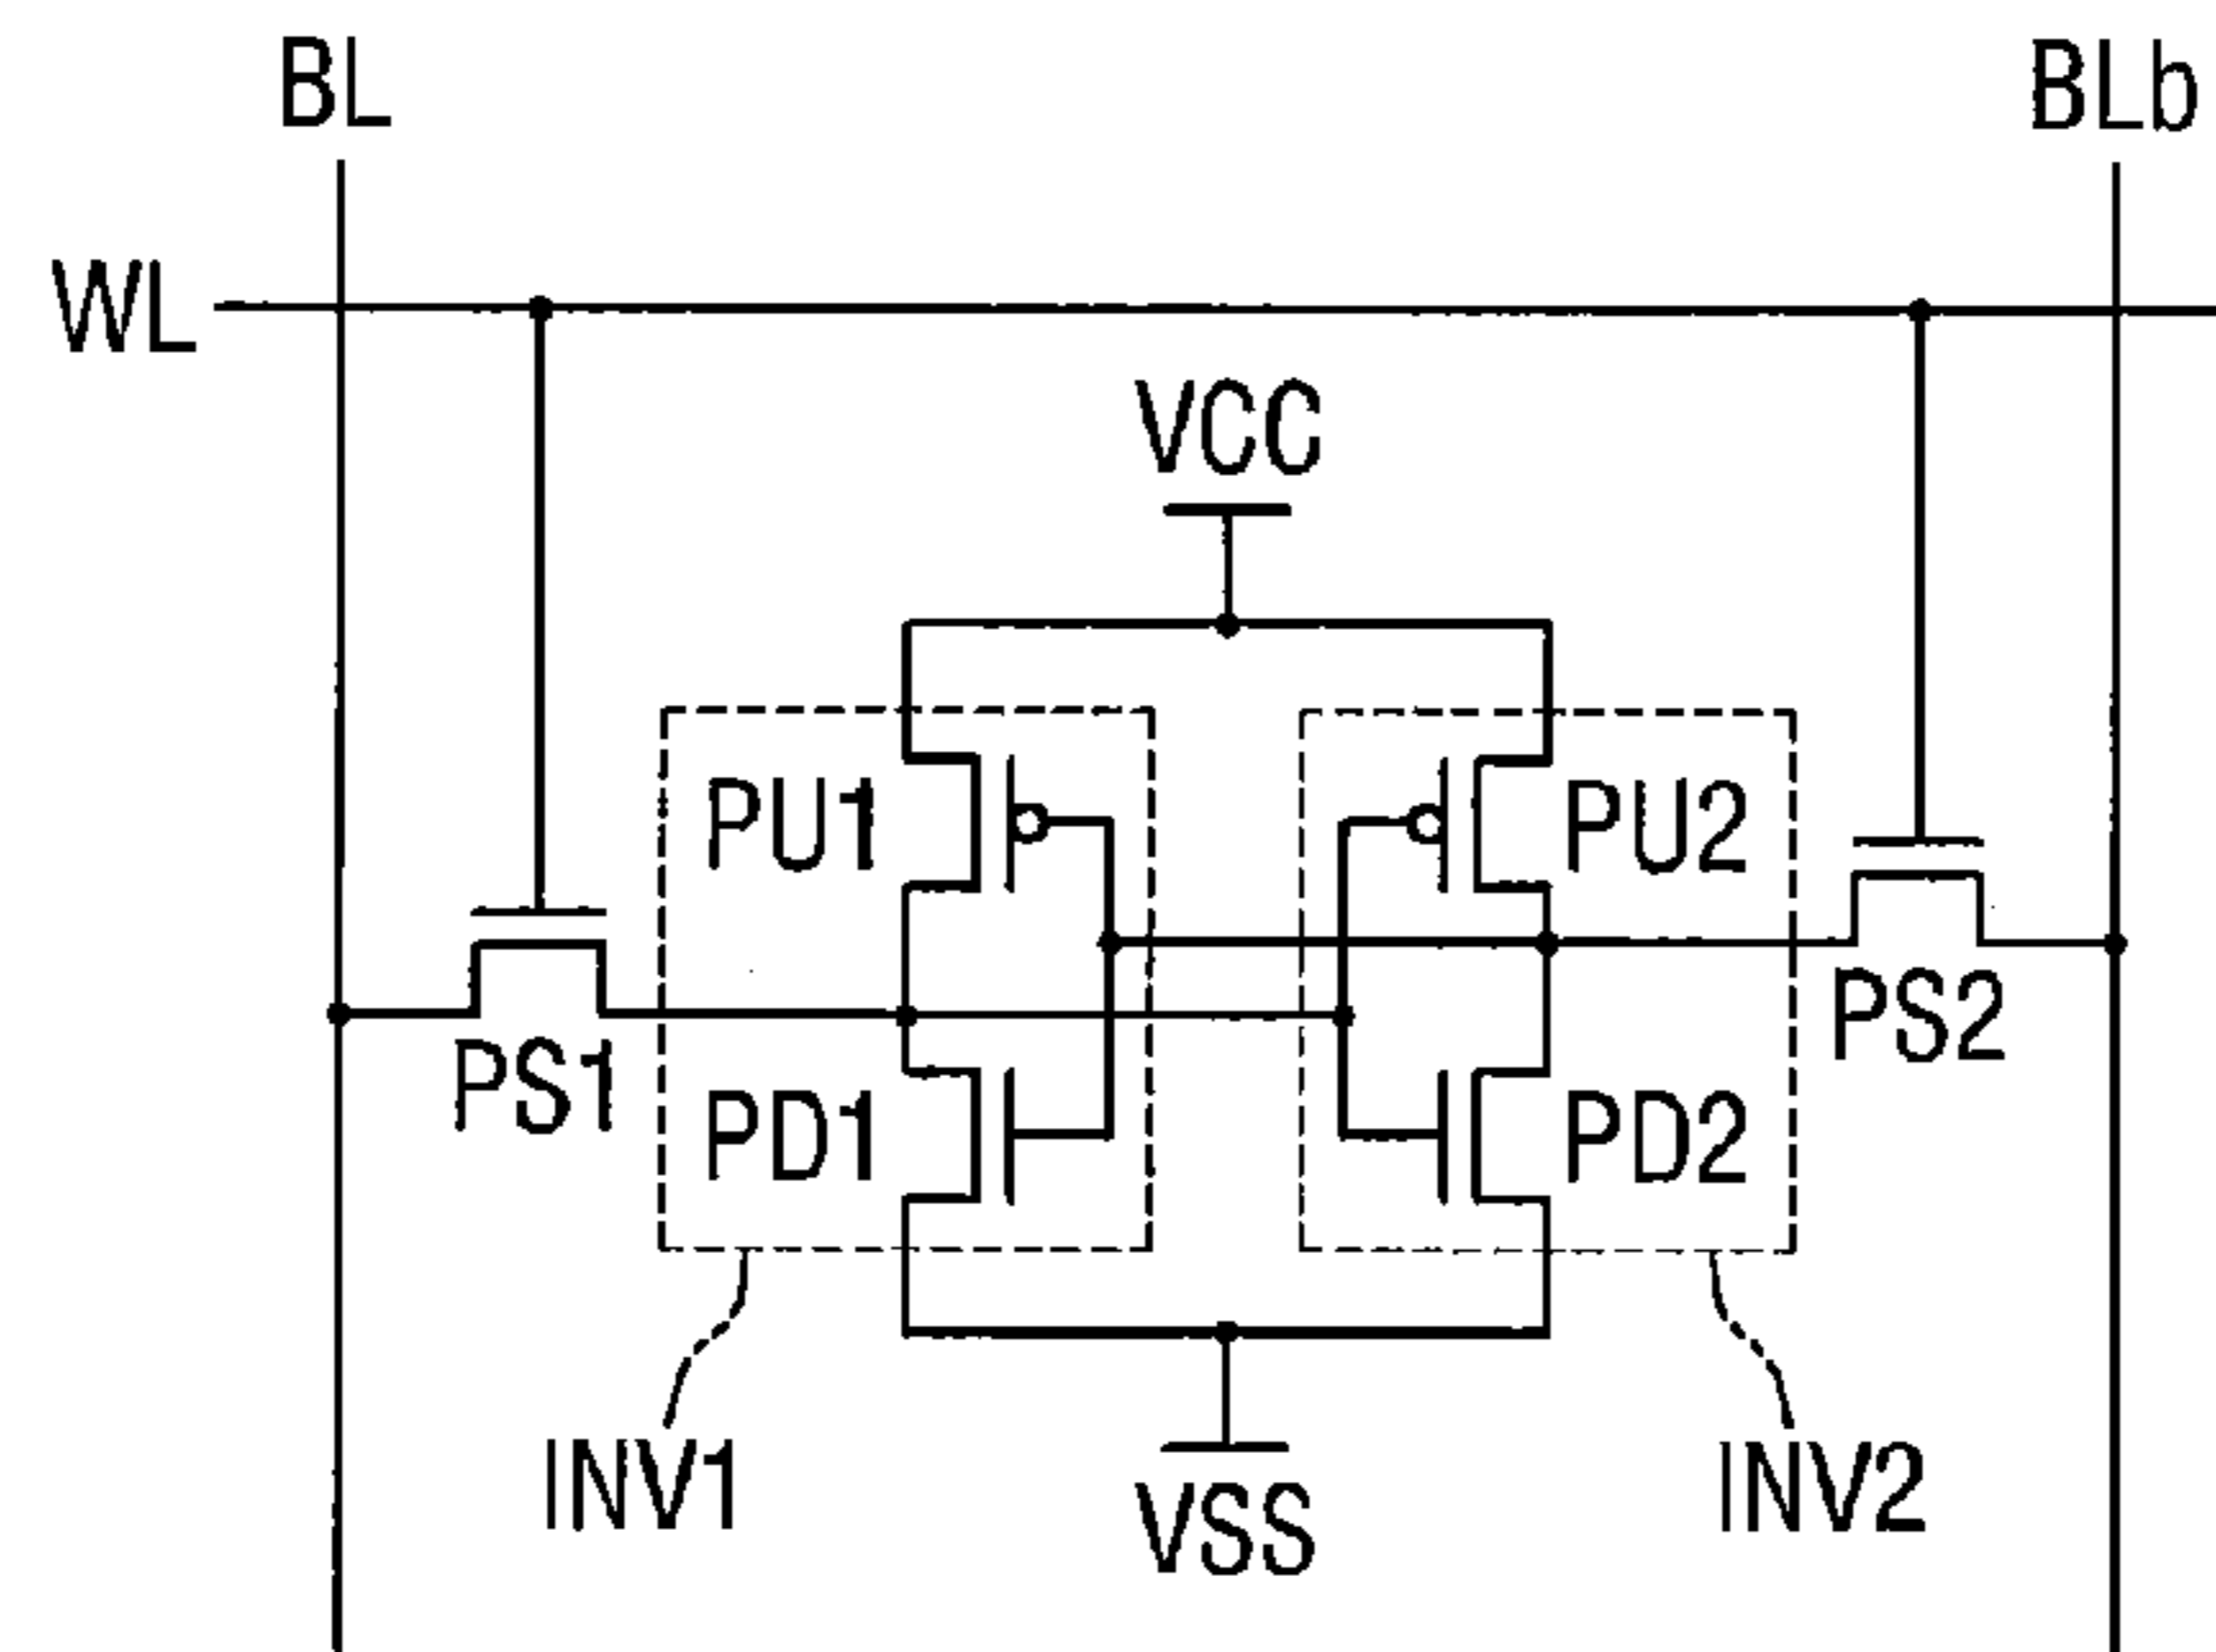 BL BLb
WL
VCC
PU1 PU2
PS2
PS1 PD1 PD2
INV1 INV2
VSS